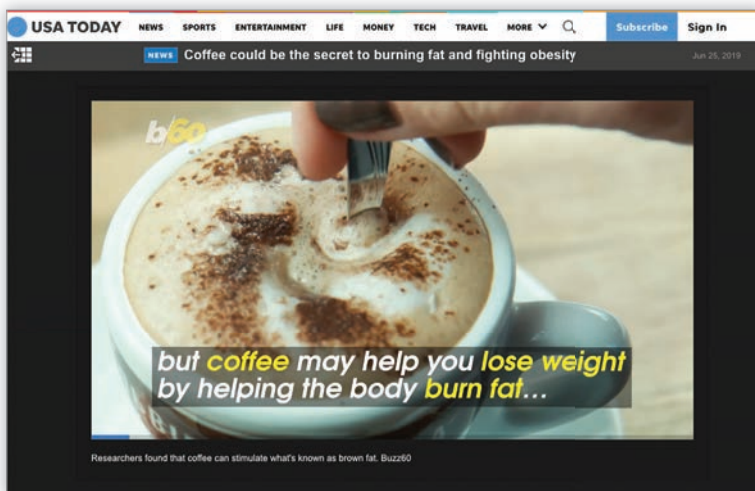 USA TODAY NEWS SPORTS ENTERTAINMENT LIFE MONEY TECH TRAVEL MORE Subscribe Sign In
NEWS Coffee could be the secret to burning fat and fighting obesity Jun 25, 2019
b/60
but coffee may help you lose weight
by helping the body burn fat...
Researchers found that coffee can stimulate what's known as brown fat. Buzz60